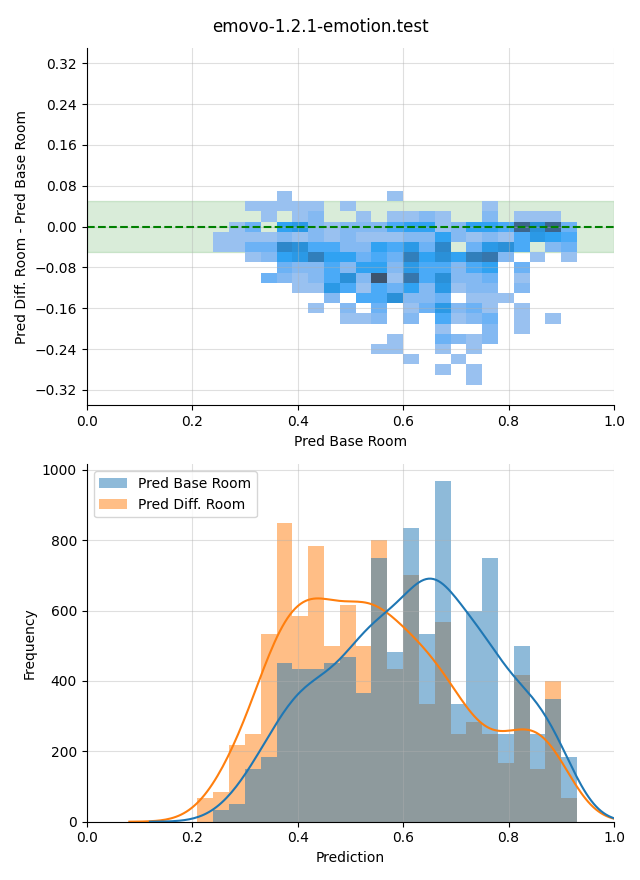 emovo-1.2.1-emotion.test
Pred Diff. Room - Pred Base Room
0.32
0.24
0.16
0.08
0.00
−0.08
−0.16
−0.24
−0.32
0.0 0.2 0.4 0.6 0.8 1.0
Pred Base Room
Frequency
1000
800
600
400
200
0
Pred Base Room
Pred Diff. Room
0.0 0.2 0.4 0.6 0.8 1.0
Prediction